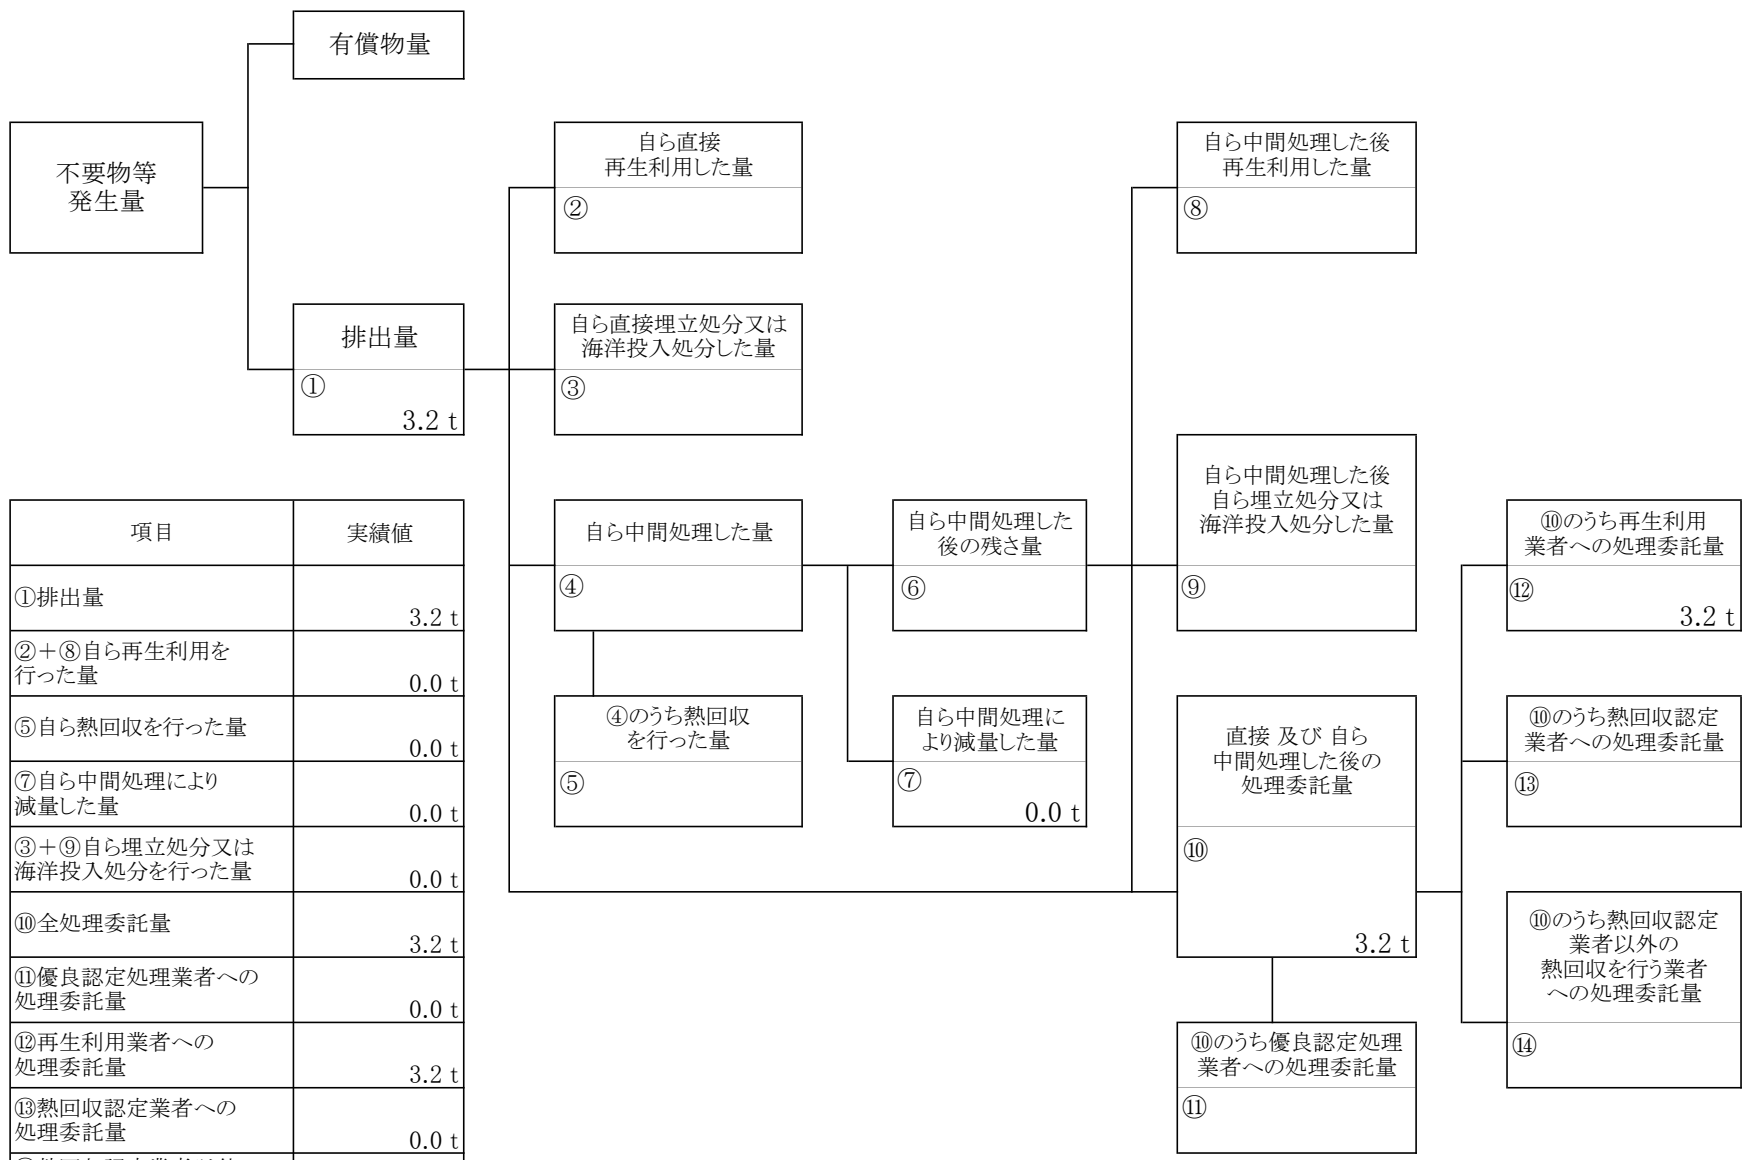 有償物量
不要物等
発生量
自ら直接
再生利用した量
②
自ら中間処理した後
再生利用した量
⑧
排出量
①
3.2 t
自ら直接埋立処分又は
海洋投入処分した量
③
自ら中間処理した量
④
自ら中間処理した
後の残さ量
⑥
自ら中間処理した後
自ら埋立処分又は
海洋投入処分した量
⑨
⑩のうち再生利用
業者への処理委託量
⑫
3.2 t
④のうち熱回収
を行った量
⑤
自ら中間処理に
より減量した量
⑦
0.0 t
直接 及び 自ら
中間処理した後の
処理委託量
⑩
3.2 t
⑩のうち熱回収認定
業者への処理委託量
⑬
⑩のうち熱回収認定
業者以外の
熱回収を行う業者
への処理委託量
⑭
⑩のうち優良認定処理
業者への処理委託量
⑪
項目
実績値
①排出量
3.2 t
②+⑧自ら再生利用を
行った量
0.0 t
⑤自ら熱回収を行った量
0.0 t
⑦自ら中間処理により
減量した量
0.0 t
③+⑨自ら埋立処分又は
海洋投入処分を行った量
0.0 t
⑩全処理委託量
3.2 t
⑪優良認定処理業者への
処理委託量
0.0 t
⑫再生利用業者への
処理委託量
3.2 t
⑬熱回収認定業者への
処理委託量
0.0 t